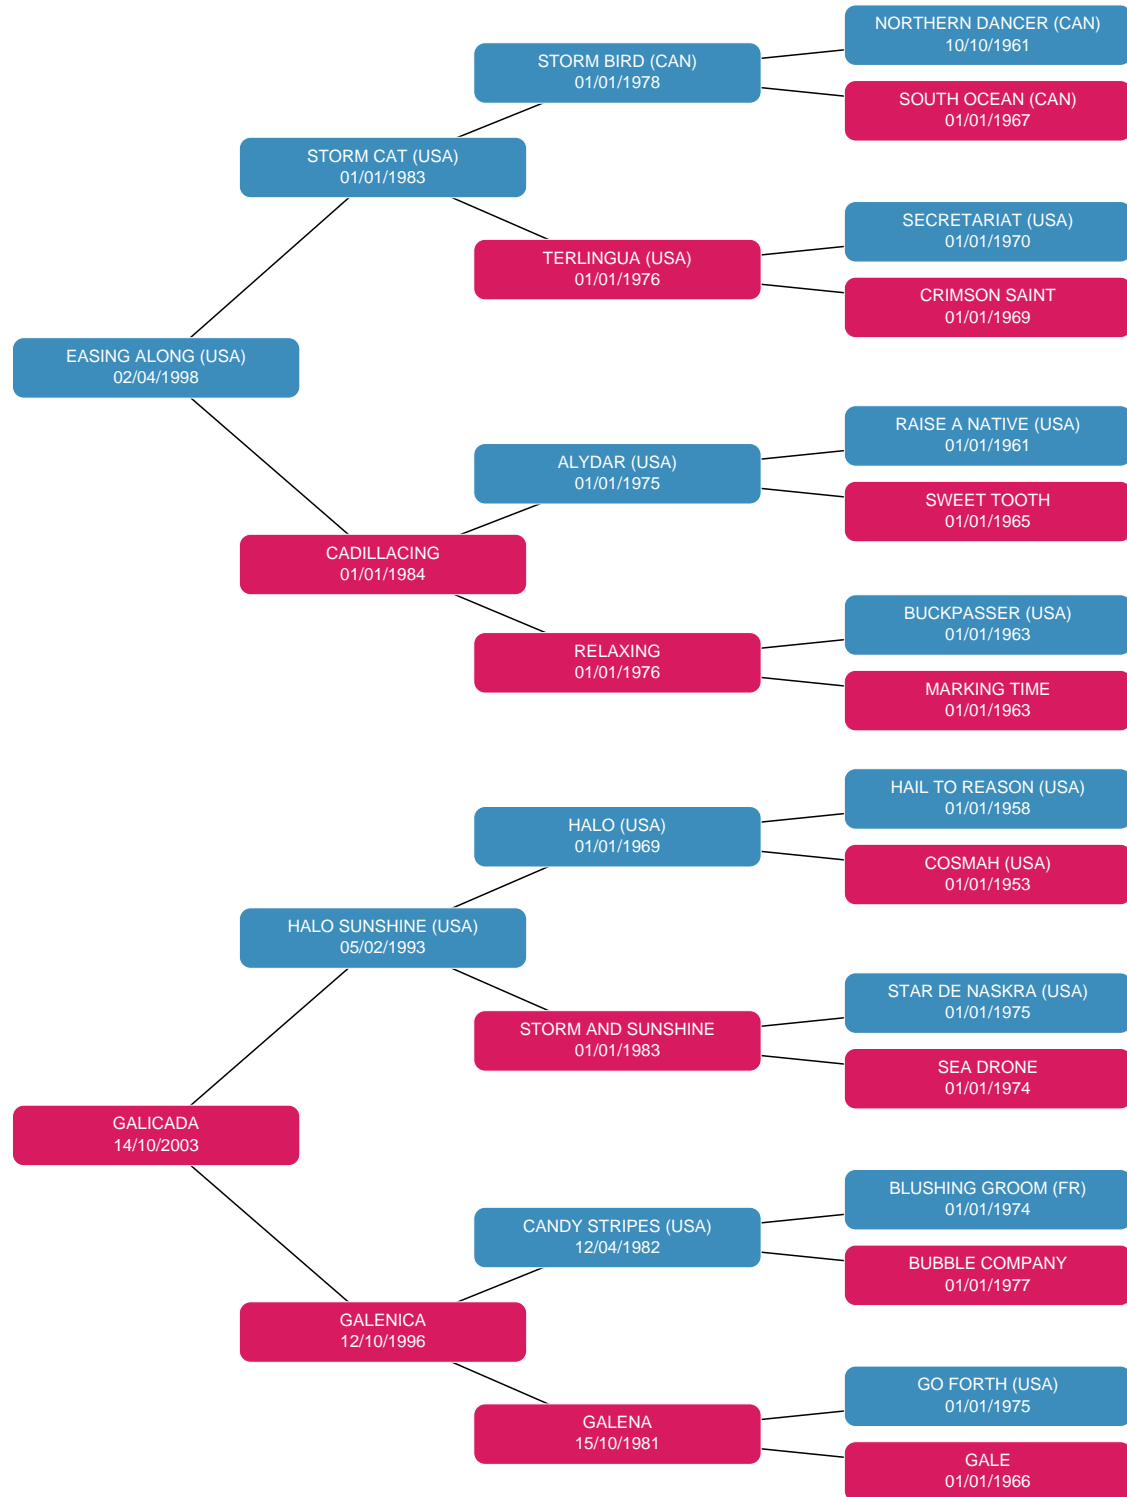 NORTHERN DANCER (CAN)
10/10/1961
STORM BIRD (CAN)
01/01/1978
SOUTH OCEAN (CAN)
01/01/1967
STORM CAT (USA)
01/01/1983
SECRETARIAT (USA)
01/01/1970
TERLINGUA (USA)
01/01/1976
CRIMSON SAINT
01/01/1969
EASING ALONG (USA)
02/04/1998
RAISE A NATIVE (USA)
01/01/1961
ALYDAR (USA)
01/01/1975
SWEET TOOTH
01/01/1965
CADILLACING
01/01/1984
BUCKPASSER (USA)
01/01/1963
RELAXING
01/01/1976
MARKING TIME
01/01/1963
HAIL TO REASON (USA)
01/01/1958
HALO (USA)
01/01/1969
COSMAH (USA)
01/01/1953
HALO SUNSHINE (USA)
05/02/1993
STAR DE NASKRA (USA)
01/01/1975
STORM AND SUNSHINE
01/01/1983
SEA DRONE
01/01/1974
GALICADA
14/10/2003
BLUSHING GROOM (FR)
01/01/1974
CANDY STRIPES (USA)
12/04/1982
BUBBLE COMPANY
01/01/1977
GALENICA
12/10/1996
GO FORTH (USA)
01/01/1975
GALENA
15/10/1981
GALE
01/01/1966